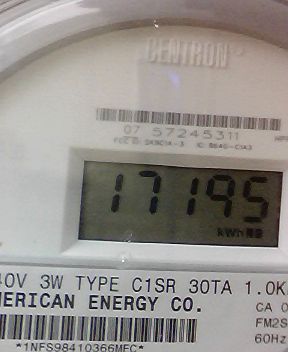 CENTRON
07 57245311
17195
kWh
40V 3W TYPE C1SR 30TA 1.0K
MERICAN ENERGY CO.
CA 0
FM2S
60Hz
*1NFS98410366MFC*